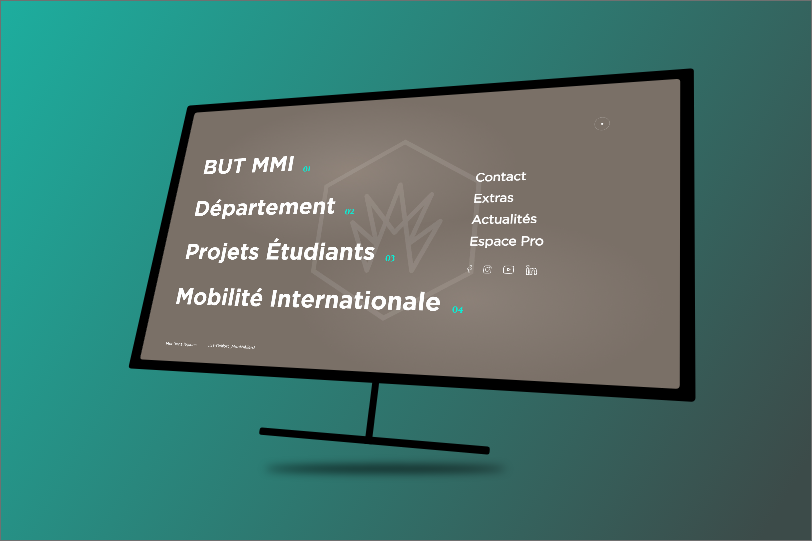 BUT MMI 01
Département 02
Projets Étudiants 03
Mobilité Internationale 04
Contact
Extras
Actualités
Espace Pro